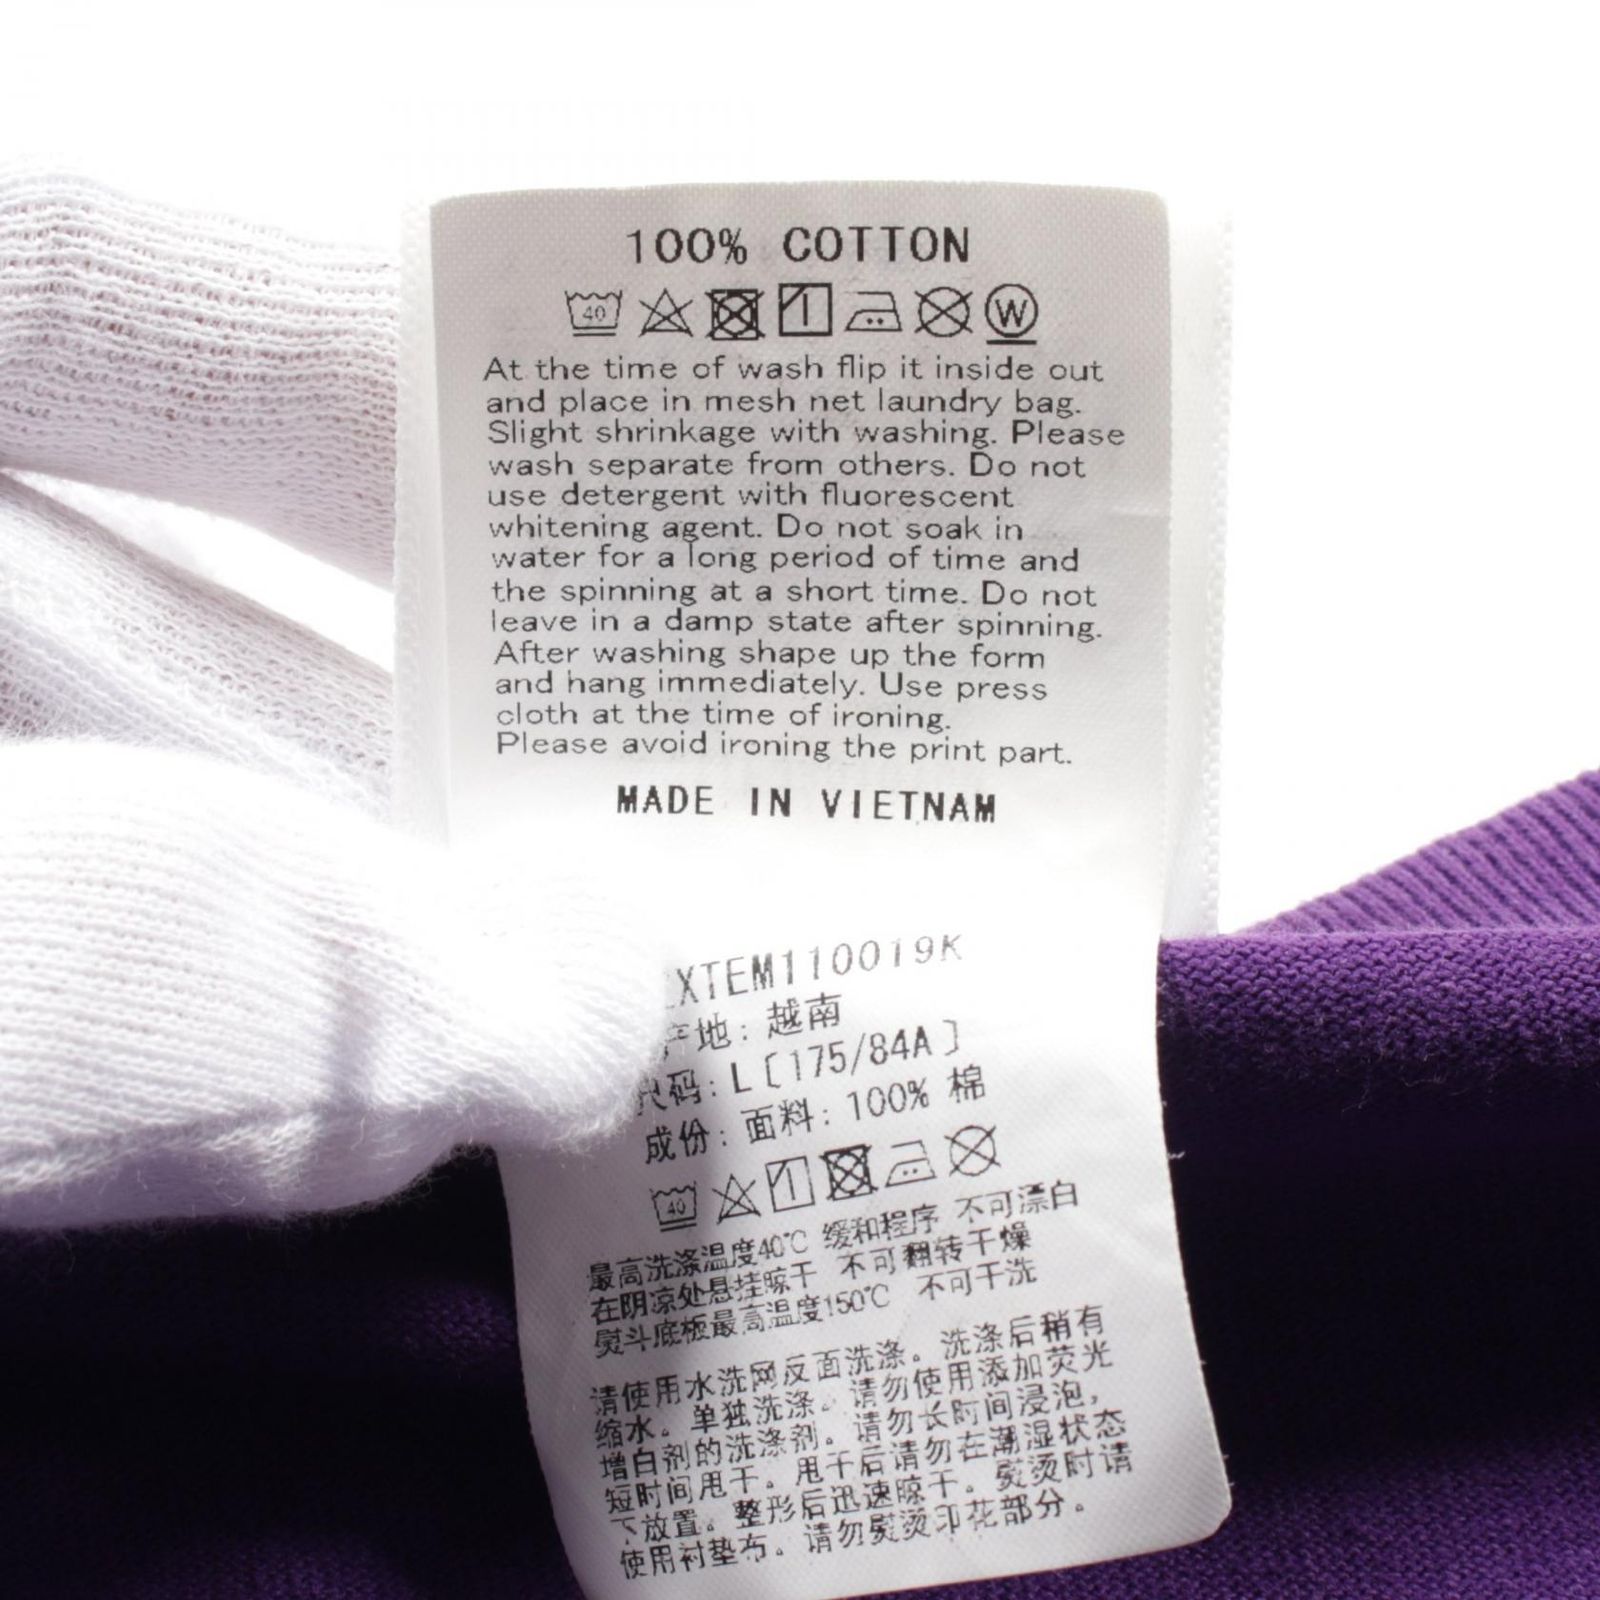 100% COTTON
40 W
At the time of wash flip it inside out
and place in mesh net laundry bag.
Slight shrinkage with washing. Please
wash separate from others. Do not
use detergent with fluorescent
whitening agent. Do not soak in
water for a long period of time and
the spinning at a short time. Do not
leave in a damp state after spinning.
After washing shape up the form
and hang immediately. Use press
cloth at the time of ironing.
Please avoid ironing the print part.
MADE IN VIETNAM
XTEM110019K
产地: 越南
尺码: L〔175/84A〕
成份: 面料: 100% 棉
40
最高洗涤温度40℃ 缓和程序 不可漂白
在阴凉处悬挂晾干 不可翻转干燥
熨斗底板最高温度150℃ 不可干洗
请使用水洗网反面洗涤。洗涤后稍有
缩水。单独洗涤。请勿使用添加荧光
增白剂的洗涤剂。请勿长时间浸泡,
短时间甩干。甩干后请勿在潮湿状态
下放置。整形后迅速晾干。熨烫时请
使用衬垫布。请勿熨烫印花部分。